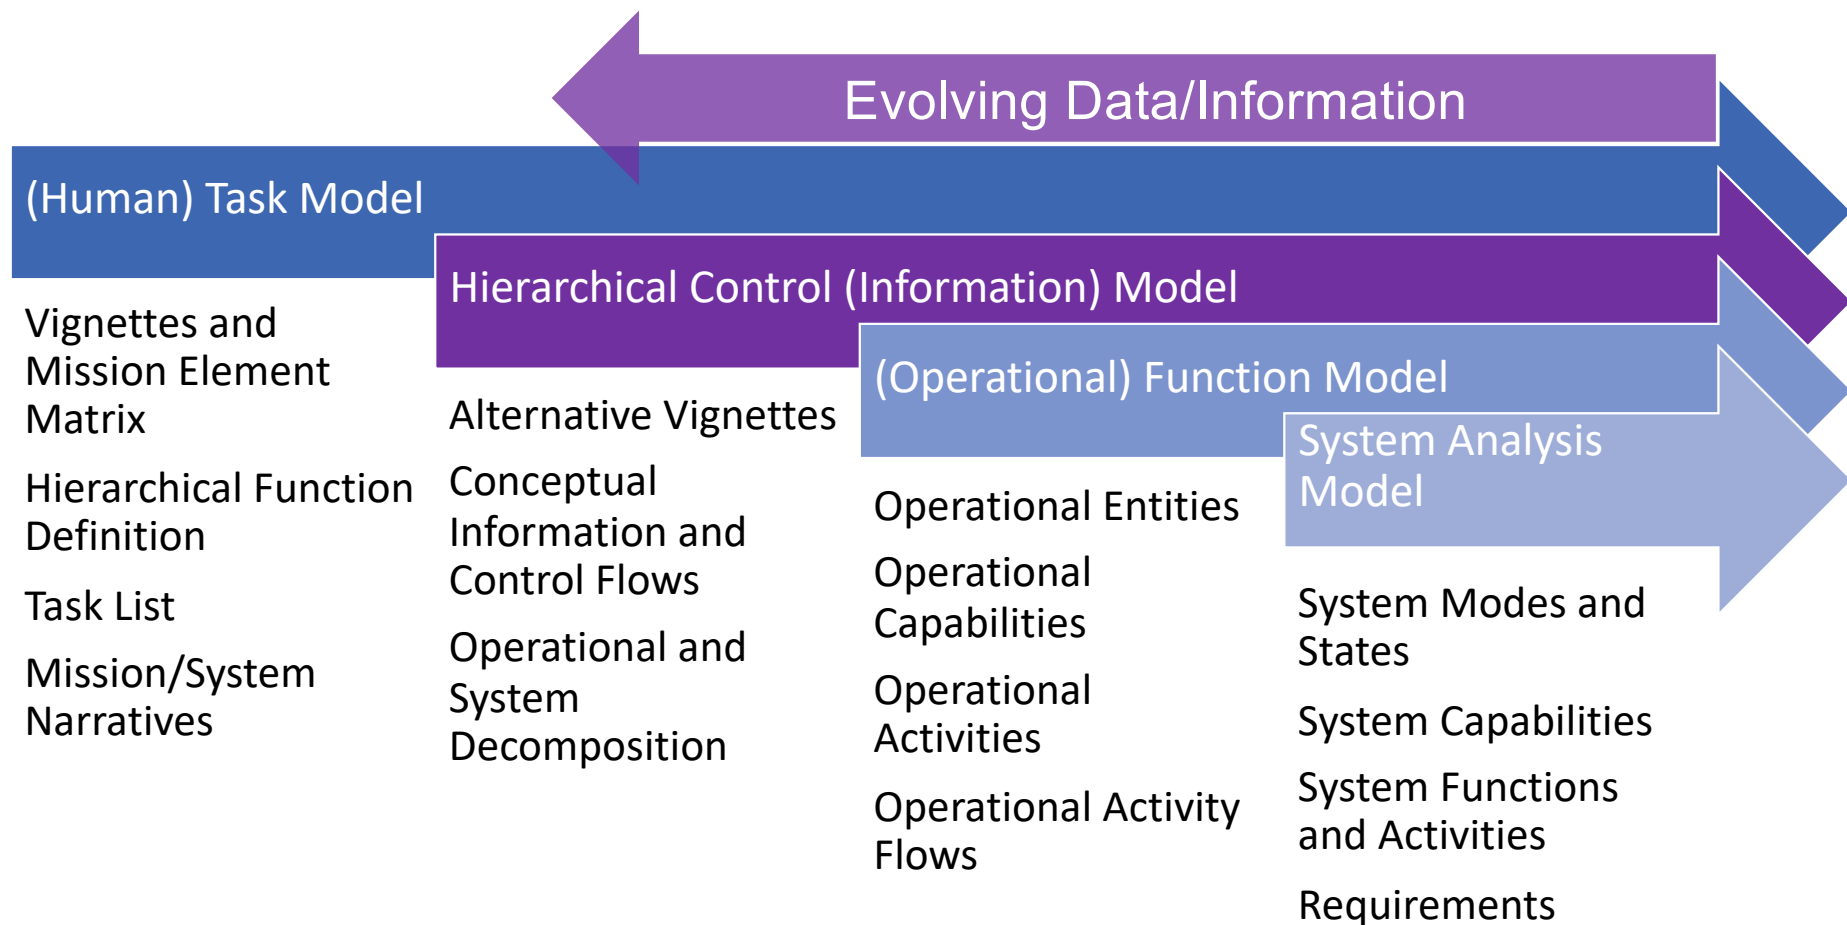 Evolving Data/Information
(Human) Task Model
Vignettes and
Mission Element
Matrix
Hierarchical Function
Definition
Task List
Mission/System
Narratives
Hierarchical Control (Information) Model
Alternative Vignettes
Conceptual
Information and
Control Flows
Operational and
System
Decomposition
(Operational) Function Model
Operational Entities
Operational
Capabilities
Operational
Activities
Operational Activity
Flows
System Analysis
Model
System Modes and
States
System Capabilities
System Functions
and Activities
Requirements